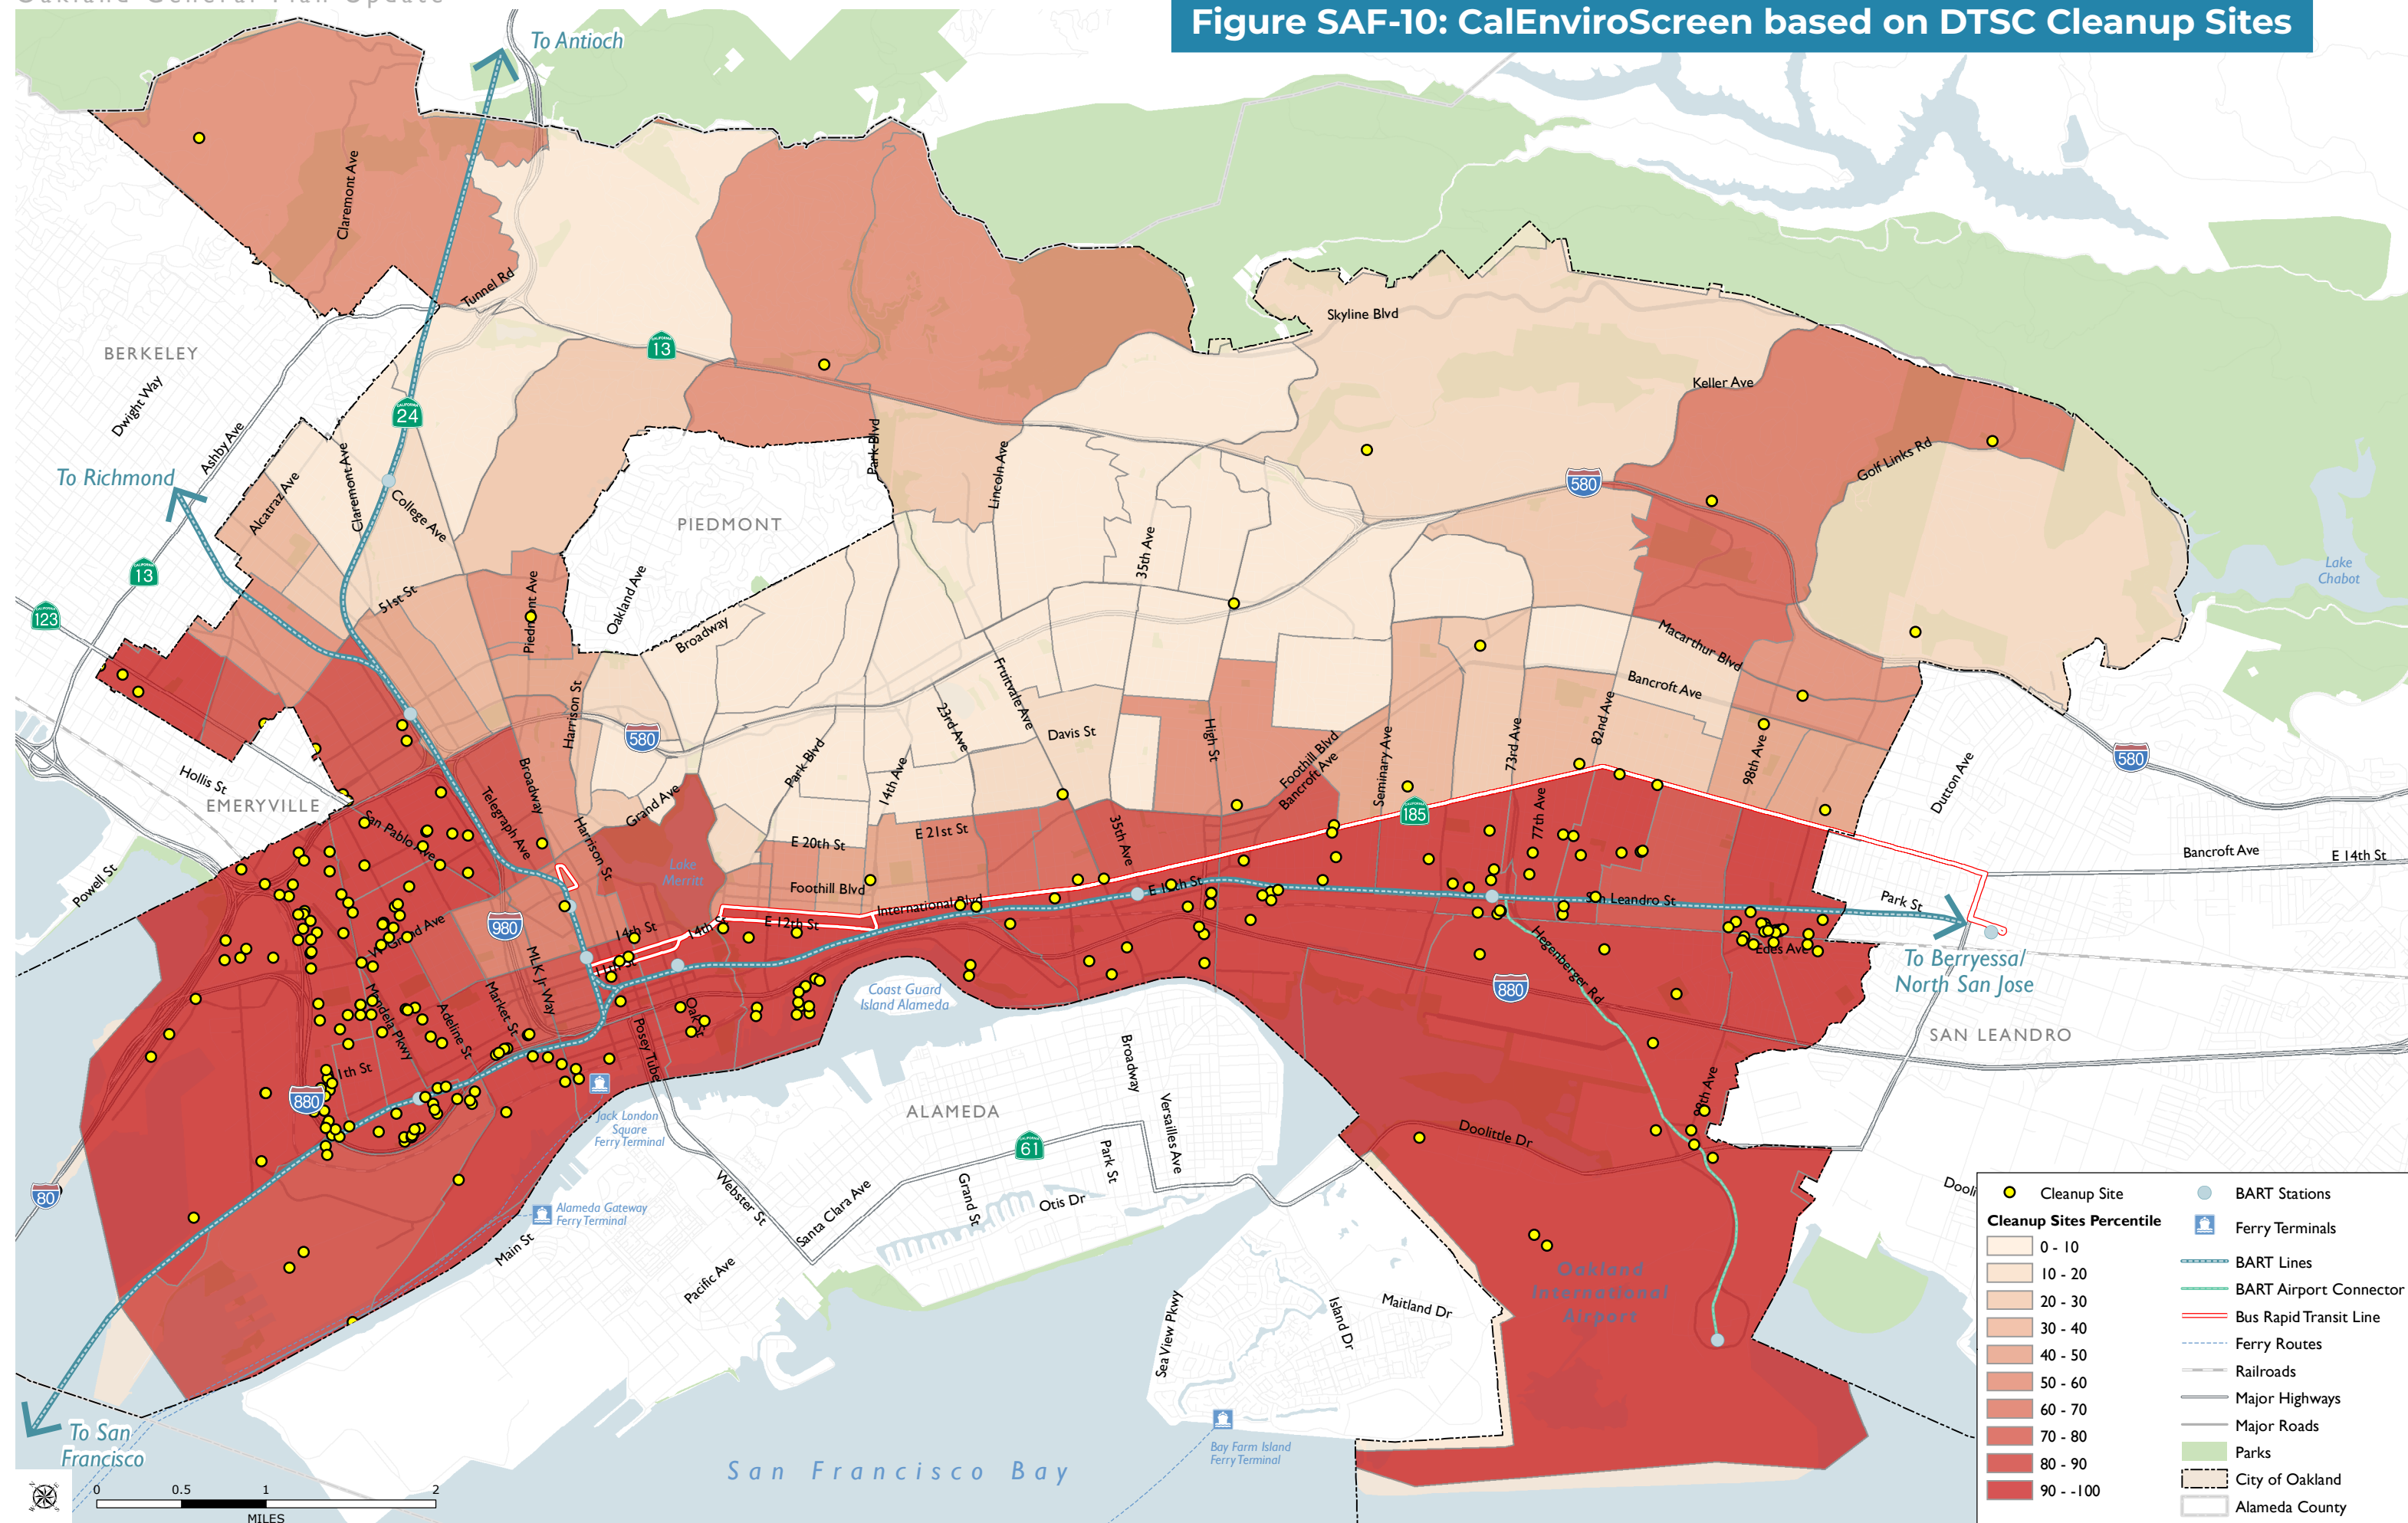 Oakland General Plan Update
Figure SAF-10: CalEnviroScreen based on DTSC Cleanup Sites
To Antioch
Claremont Ave
Tunnel Rd
13
Skyline Blvd
BERKELEY
Dwight Way
Ashby Ave
24
Keller Ave
To Richmond
Alcatraz Ave
Claremont Ave
College Ave
Park Blvd
Lincoln Ave
Golf Links Rd
580
PIEDMONT
35th Ave
Lake
Chabot
13
123
51st St
Piedmont Ave
Oakland Ave
Broadway
Macarthur Blvd
Bancroft Ave
Fruitvale Ave
23rd Ave
Davis St
High St
Harrison St
580
Park Blvd
14th Ave
Foothill Blvd
Bancroft Ave
Seminary Ave
73rd Ave
82nd Ave
98th Ave
Dutton Ave
580
Hollis St
EMERYVILLE
Broadway
Telegraph Ave
Grand Ave
San Pablo Ave
Harrison St
E 20th St
E 21st St
35th Ave
185
77th Ave
Bancroft Ave
E 14th St
Powell St
Lake
Merritt
Foothill Blvd
International Blvd
San Leandro St
Park St
980
14th St
14th St
E 12th St
11th St
Edes Ave
To Berryessa/
North San Jose
Hegenberger Rd
880
Coast Guard
Island Alameda
Mandela Pkwy
Adeline St
Market St
MLK Jr Way
Oak St
Posey Tube
SAN LEANDRO
880
Jack London
Square
Ferry Terminal
ALAMEDA
Broadway
Versailles Ave
61
Park St
Doolittle Dr
80
Alameda Gateway
Ferry Terminal
Main St
Webster St
Santa Clara Ave
Grand St
Otis Dr
Pacific Ave
Sea View Pkwy
Island Dr
Maitland Dr
Oakland
International
Airport
Bay Farm Island
Ferry Terminal
San Francisco Bay
To San
Francisco
0 0.5 1 2
MILES
Cleanup Site
Cleanup Sites Percentile
0 - 10
10 - 20
20 - 30
30 - 40
40 - 50
50 - 60
60 - 70
70 - 80
80 - 90
90 - -100
BART Stations
Ferry Terminals
BART Lines
BART Airport Connector
Bus Rapid Transit Line
Ferry Routes
Railroads
Major Highways
Major Roads
Parks
City of Oakland
Alameda County